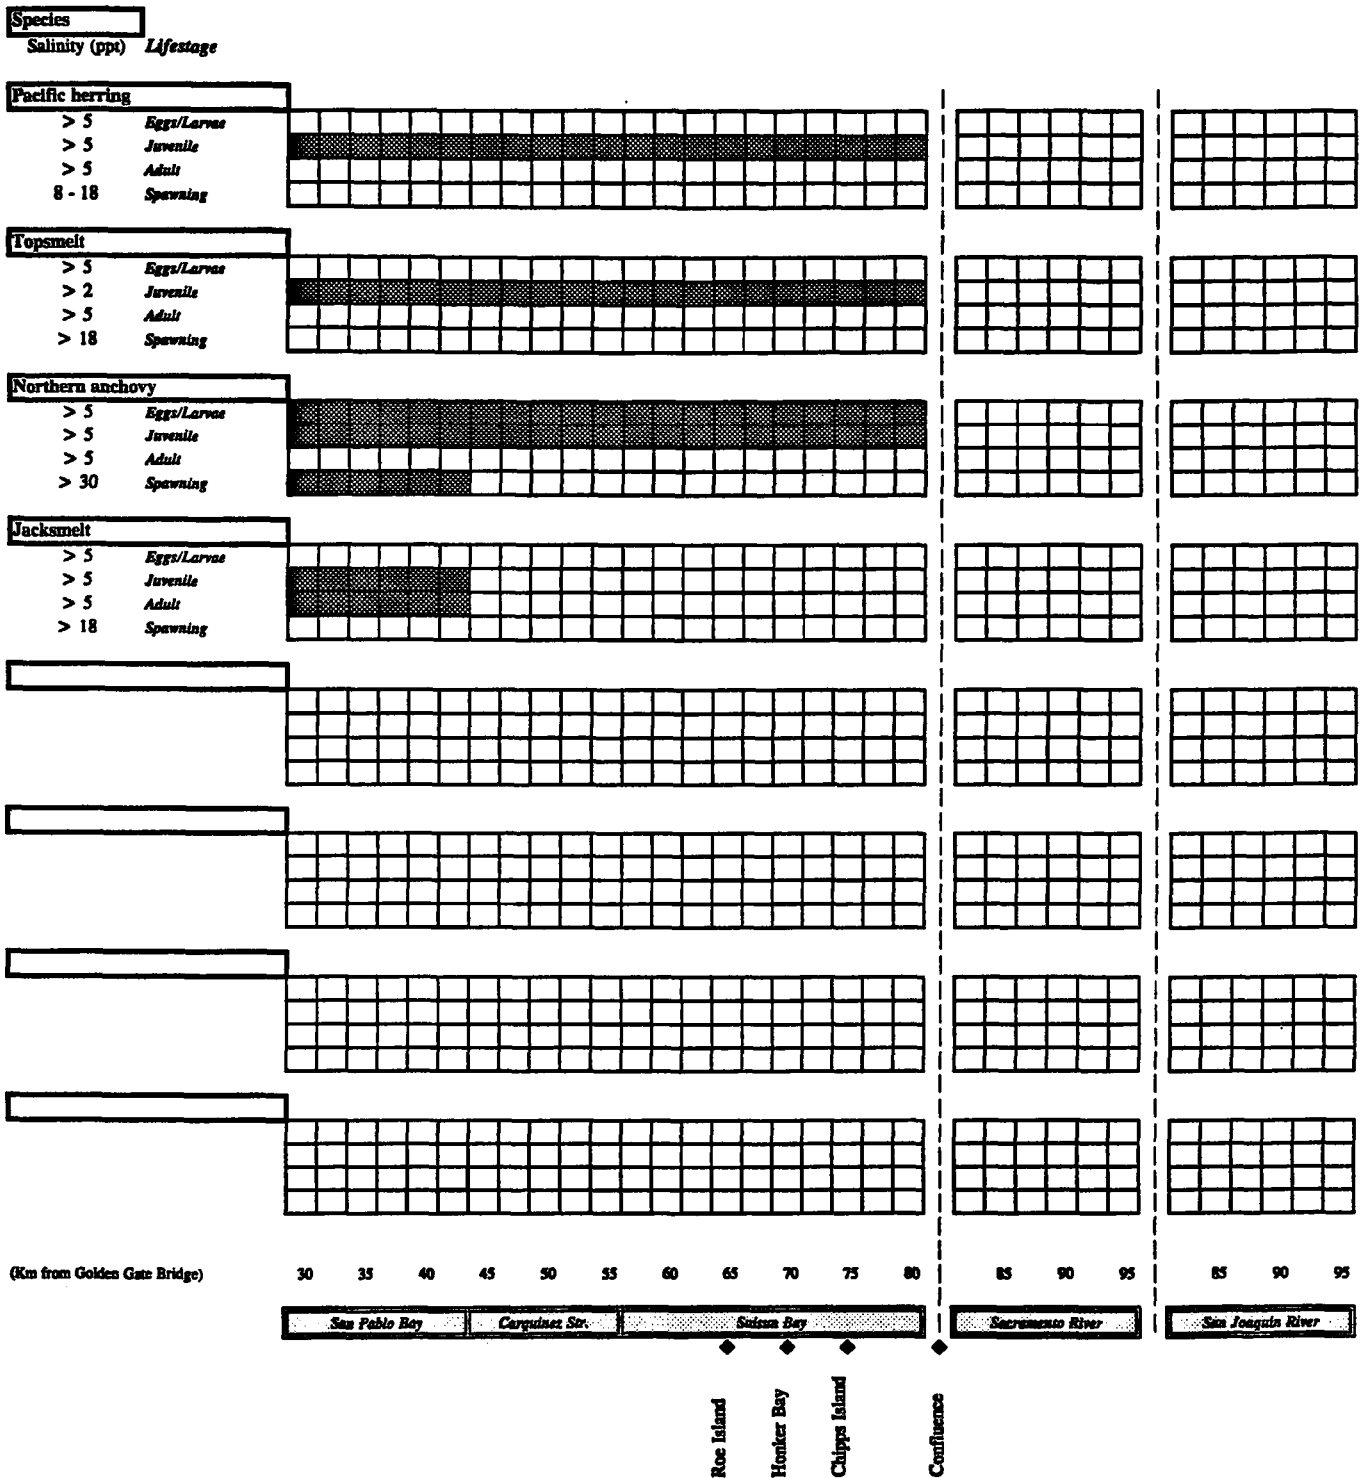 Species
Salinity (ppt) Lifestage
Pacific herring
> 5 Eggs/Larvae
> 5 Juvenile
> 5 Adult
8 - 18 Spawning
Topsmelt
> 5 Eggs/Larvae
> 2 Juvenile
> 5 Adult
> 18 Spawning
Northern anchovy
> 5 Eggs/Larvae
> 5 Juvenile
> 5 Adult
> 30 Spawning
Jacksmelt
> 5 Eggs/Larvae
> 5 Juvenile
> 5 Adult
> 18 Spawning
(Km from Golden Gate Bridge) 30 35 40 45 50 55 60 65 70 75 80 85 90 95 85 90 95
San Pablo Bay Carquinez Str. Suisun Bay Sacramento River San Joaquin River
Roe Island
Honker Bay
Chipps Island
Confluence